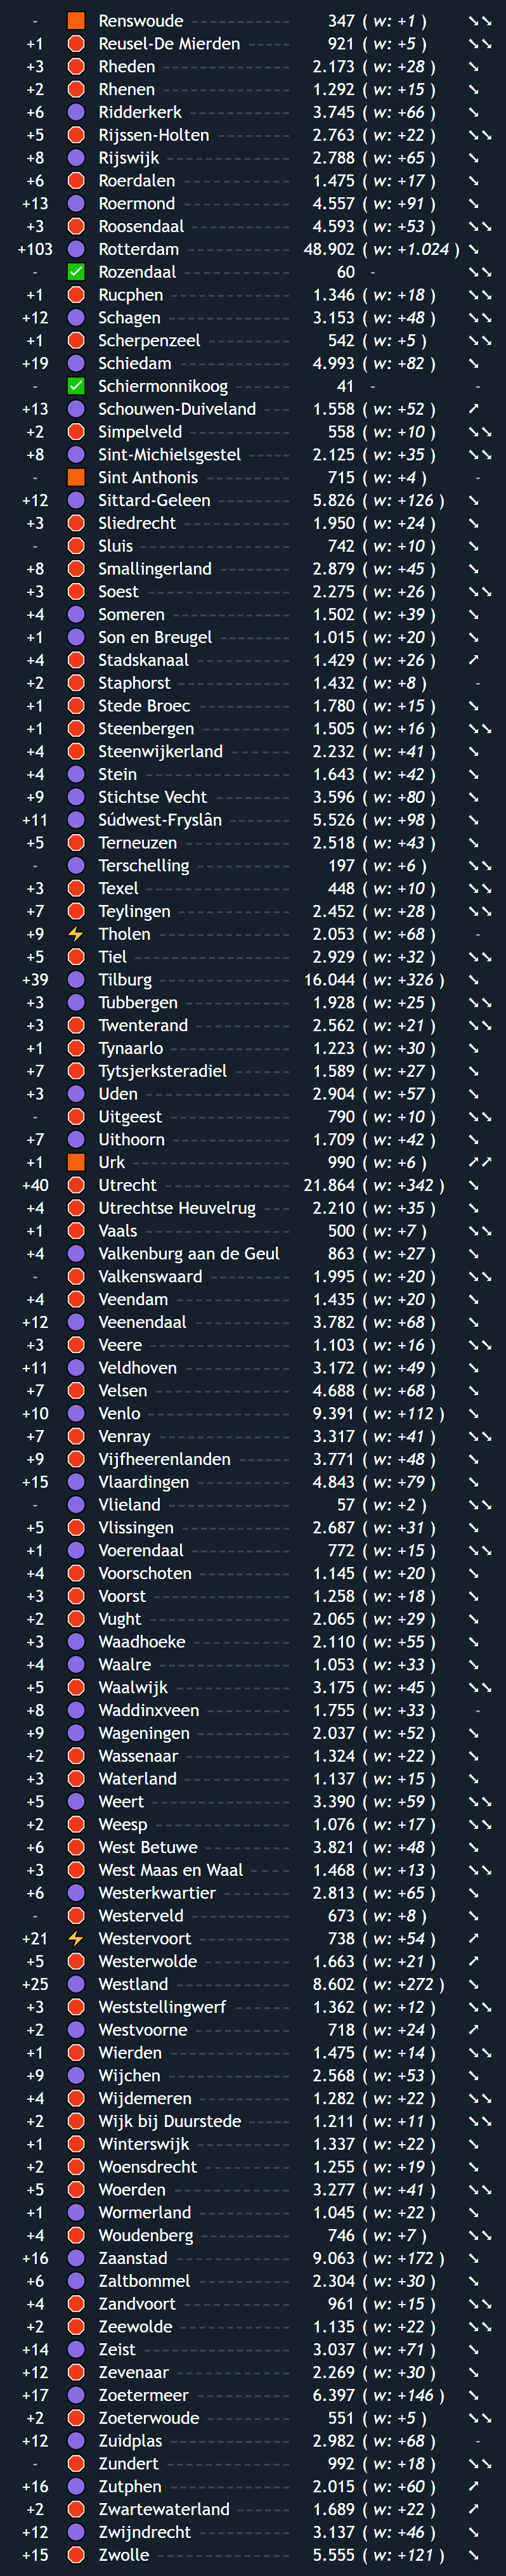 - Renswoude 347 ( w: +1 ) ↘↘
+1 Reusel-De Mierden 921 ( w: +5 ) ↘↘
+3 Rheden 2.173 ( w: +28 ) ↘
+2 Rhenen 1.292 ( w: +15 ) ↘
+6 Ridderkerk 3.745 ( w: +66 ) ↘
+5 Rijssen-Holten 2.763 ( w: +22 ) ↘↘
+8 Rijswijk 2.788 ( w: +65 ) ↘
+6 Roerdalen 1.475 ( w: +17 ) ↘
+13 Roermond 4.557 ( w: +91 ) ↘
+3 Roosendaal 4.593 ( w: +53 ) ↘↘
+103 Rotterdam 48.902 ( w: +1.024 ) ↘
- Rozendaal 60 - ↘↘
+1 Rucphen 1.346 ( w: +18 ) ↘↘
+12 Schagen 3.153 ( w: +48 ) ↘↘
+1 Scherpenzeel 542 ( w: +5 ) ↘↘
+19 Schiedam 4.993 ( w: +82 ) ↘
- Schiermonnikoog 41 - -
+13 Schouwen-Duiveland 1.558 ( w: +52 ) ↗
+2 Simpelveld 558 ( w: +10 ) ↘↘
+8 Sint-Michielsgestel 2.125 ( w: +35 ) ↘↘
- Sint Anthonis 715 ( w: +4 ) -
+12 Sittard-Geleen 5.826 ( w: +126 ) ↘
+3 Sliedrecht 1.950 ( w: +24 ) ↘
- Sluis 742 ( w: +10 ) ↘
+8 Smallingerland 2.879 ( w: +45 ) ↘
+3 Soest 2.275 ( w: +26 ) ↘↘
+4 Someren 1.502 ( w: +39 ) ↘
+1 Son en Breugel 1.015 ( w: +20 ) ↘
+4 Stadskanaal 1.429 ( w: +26 ) ↗
+2 Staphorst 1.432 ( w: +8 ) -
+1 Stede Broec 1.780 ( w: +15 ) ↘
+1 Steenbergen 1.505 ( w: +16 ) ↘↘
+4 Steenwijkerland 2.232 ( w: +41 ) ↘
+4 Stein 1.643 ( w: +42 ) ↘
+9 Stichtse Vecht 3.596 ( w: +80 ) ↘
+11 Súdwest-Fryslân 5.526 ( w: +98 ) ↘
+5 Terneuzen 2.518 ( w: +43 ) ↘
- Terschelling 197 ( w: +6 ) ↘↘
+3 Texel 448 ( w: +10 ) ↘↘
+7 Teylingen 2.452 ( w: +28 ) ↘↘
+9 Tholen 2.053 ( w: +68 ) -
+5 Tiel 2.929 ( w: +32 ) ↘↘
+39 Tilburg 16.044 ( w: +326 ) ↘
+3 Tubbergen 1.928 ( w: +25 ) ↘↘
+3 Twenterand 2.562 ( w: +21 ) ↘↘
+1 Tynaarlo 1.223 ( w: +30 ) ↘
+7 Tytsjerksteradiel 1.589 ( w: +27 ) ↘
+3 Uden 2.904 ( w: +57 ) ↘
- Uitgeest 790 ( w: +10 ) ↘↘
+7 Uithoorn 1.709 ( w: +42 ) ↘
+1 Urk 990 ( w: +6 ) ↗↗
+40 Utrecht 21.864 ( w: +342 ) ↘
+4 Utrechtse Heuvelrug 2.210 ( w: +35 ) ↘
+1 Vaals 500 ( w: +7 ) ↘↘
+4 Valkenburg aan de Geul 863 ( w: +27 ) ↘
- Valkenswaard 1.995 ( w: +20 ) ↘↘
+4 Veendam 1.435 ( w: +20 ) ↘
+12 Veenendaal 3.782 ( w: +68 ) ↘
+3 Veere 1.103 ( w: +16 ) ↘↘
+11 Veldhoven 3.172 ( w: +49 ) ↘
+7 Velsen 4.688 ( w: +68 ) ↘
+10 Venlo 9.391 ( w: +112 ) ↘
+7 Venray 3.317 ( w: +41 ) ↘↘
+9 Vijfheerenlanden 3.771 ( w: +48 ) ↘
+15 Vlaardingen 4.843 ( w: +79 ) ↘
- Vlieland 57 ( w: +2 ) ↘↘
+5 Vlissingen 2.687 ( w: +31 ) ↘
+1 Voerendaal 772 ( w: +15 ) ↘↘
+4 Voorschoten 1.145 ( w: +20 ) ↘
+3 Voorst 1.258 ( w: +18 ) ↘
+2 Vught 2.065 ( w: +29 ) ↘
+3 Waadhoeke 2.110 ( w: +55 ) ↘
+4 Waalre 1.053 ( w: +33 ) ↘
+5 Waalwijk 3.175 ( w: +45 ) ↘↘
+8 Waddinxveen 1.755 ( w: +33 ) -
+9 Wageningen 2.037 ( w: +52 ) ↘
+2 Wassenaar 1.324 ( w: +22 ) ↘
+3 Waterland 1.137 ( w: +15 ) ↘
+5 Weert 3.390 ( w: +59 ) ↘↘
+2 Weesp 1.076 ( w: +17 ) ↘↘
+6 West Betuwe 3.821 ( w: +48 ) ↘
+3 West Maas en Waal 1.468 ( w: +13 ) ↘↘
+6 Westerkwartier 2.813 ( w: +65 ) ↘
- Westerveld 673 ( w: +8 ) ↘
+21 Westervoort 738 ( w: +54 ) ↗
+5 Westerwolde 1.663 ( w: +21 ) ↗
+25 Westland 8.602 ( w: +272 ) ↘
+3 Weststellingwerf 1.362 ( w: +12 ) ↘↘
+2 Westvoorne 718 ( w: +24 ) ↗
+1 Wierden 1.475 ( w: +14 ) ↘↘
+9 Wijchen 2.568 ( w: +53 ) ↘
+4 Wijdemeren 1.282 ( w: +22 ) ↘↘
+2 Wijk bij Duurstede 1.211 ( w: +11 ) ↘↘
+1 Winterswijk 1.337 ( w: +22 ) ↘
+2 Woensdrecht 1.255 ( w: +19 ) ↘
+5 Woerden 3.277 ( w: +41 ) ↘↘
+1 Wormerland 1.045 ( w: +22 ) ↘
+4 Woudenberg 746 ( w: +7 ) ↘↘
+16 Zaanstad 9.063 ( w: +172 ) ↘
+6 Zaltbommel 2.304 ( w: +30 ) ↘
+4 Zandvoort 961 ( w: +15 ) ↘↘
+2 Zeewolde 1.135 ( w: +22 ) ↘↘
+14 Zeist 3.037 ( w: +71 ) ↘
+12 Zevenaar 2.269 ( w: +30 ) ↘
+17 Zoetermeer 6.397 ( w: +146 ) ↘
+2 Zoeterwoude 551 ( w: +5 ) ↘↘
+12 Zuidplas 2.982 ( w: +68 ) -
- Zundert 992 ( w: +18 ) ↘↘
+16 Zutphen 2.015 ( w: +60 ) ↗
+2 Zwartewaterland 1.689 ( w: +22 ) ↗
+12 Zwijndrecht 3.137 ( w: +46 ) ↘
+15 Zwolle 5.555 ( w: +121 ) ↘